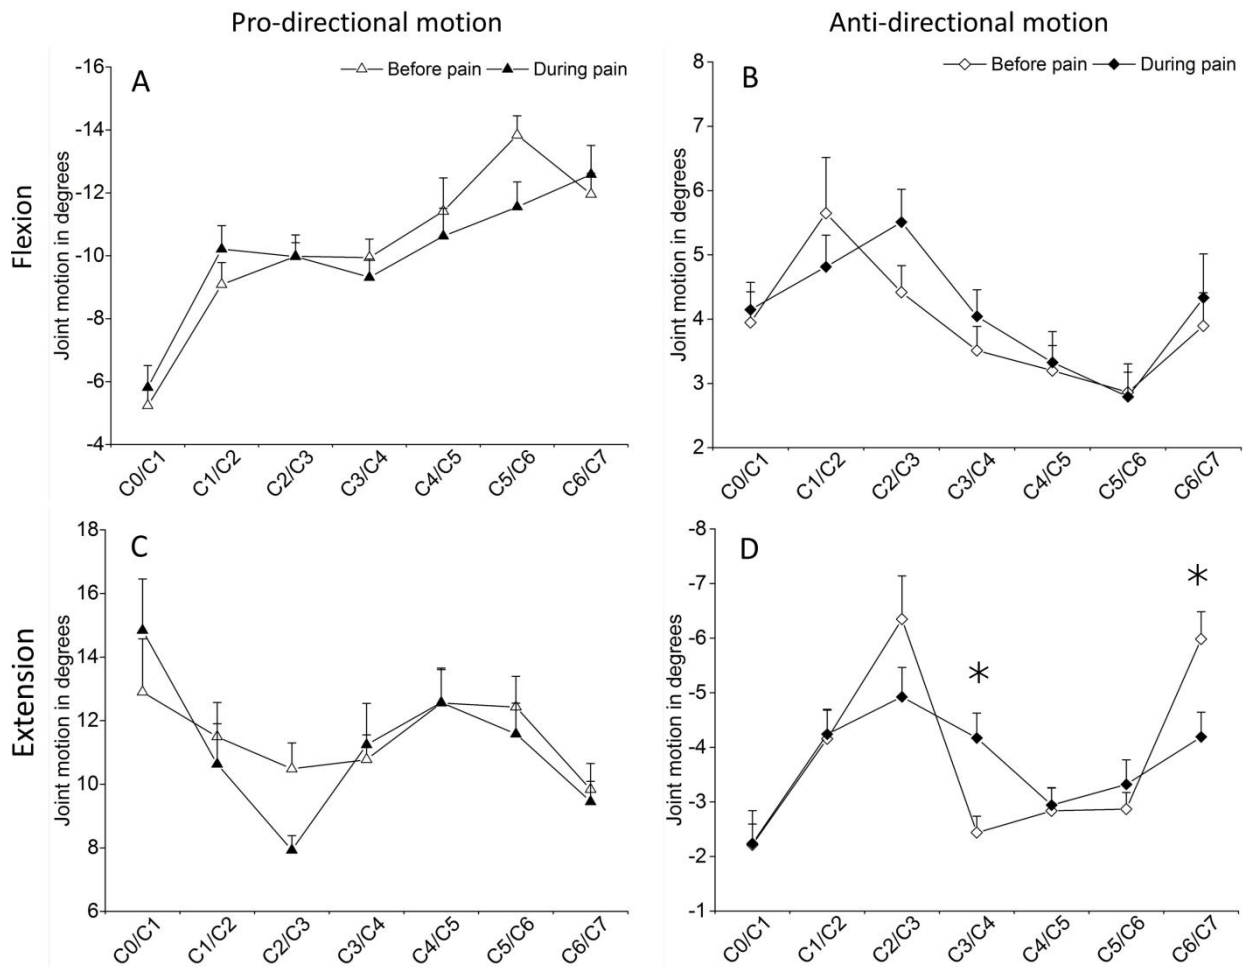 Pro-directional motion
Anti-directional motion
Flexion
Extension
A
Before pain
During pain
Joint motion in degrees
-16
-14
-12
-10
-8
-6
-4
C0/C1
C1/C2
C2/C3
C3/C4
C4/C5
C5/C6
C6/C7
B
Before pain
During pain
Joint motion in degrees
8
7
6
5
4
3
2
C0/C1
C1/C2
C2/C3
C3/C4
C4/C5
C5/C6
C6/C7
C
Joint motion in degrees
18
16
14
12
10
8
6
C0/C1
C1/C2
C2/C3
C3/C4
C4/C5
C5/C6
C6/C7
D
Joint motion in degrees
-8
-7
-6
-5
-4
-3
-2
-1
*
*
C0/C1
C1/C2
C2/C3
C3/C4
C4/C5
C5/C6
C6/C7